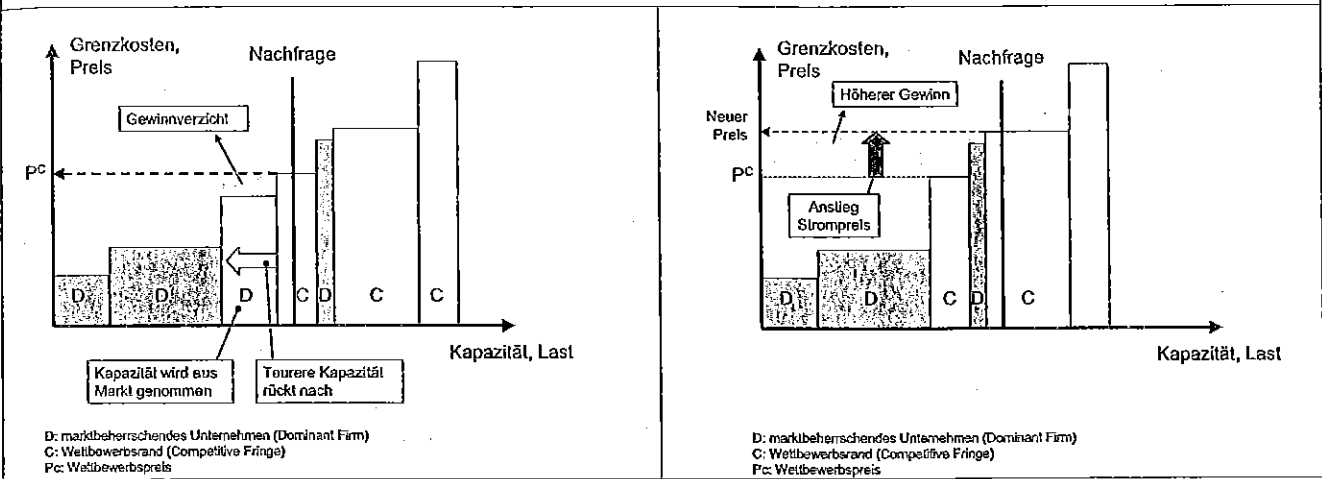 Grenzkosten,
Preis
Nachfrage
Gewinnverzicht
PC
D
D
D
C
D
C
C
Kapazität, Last
Kapazität wird aus
Markt genommen
Teurere Kapazität
rückt nach
D: marktbeherrschendes Unternehmen (Dominant Firm)
C: Wettbewerbsrand (Competitive Fringe)
Pc: Wettbewerbspreis
Grenzkosten,
Preis
Nachfrage
Höherer Gewinn
Neuer
Preis
PC
Anstieg
Strompreis
D
D
C
D
C
Kapazität, Last
D: marktbeherrschendes Unternehmen (Dominant Firm)
C: Wettbewerbsrand (Competitive Fringe)
Pc: Wettbewerbspreis